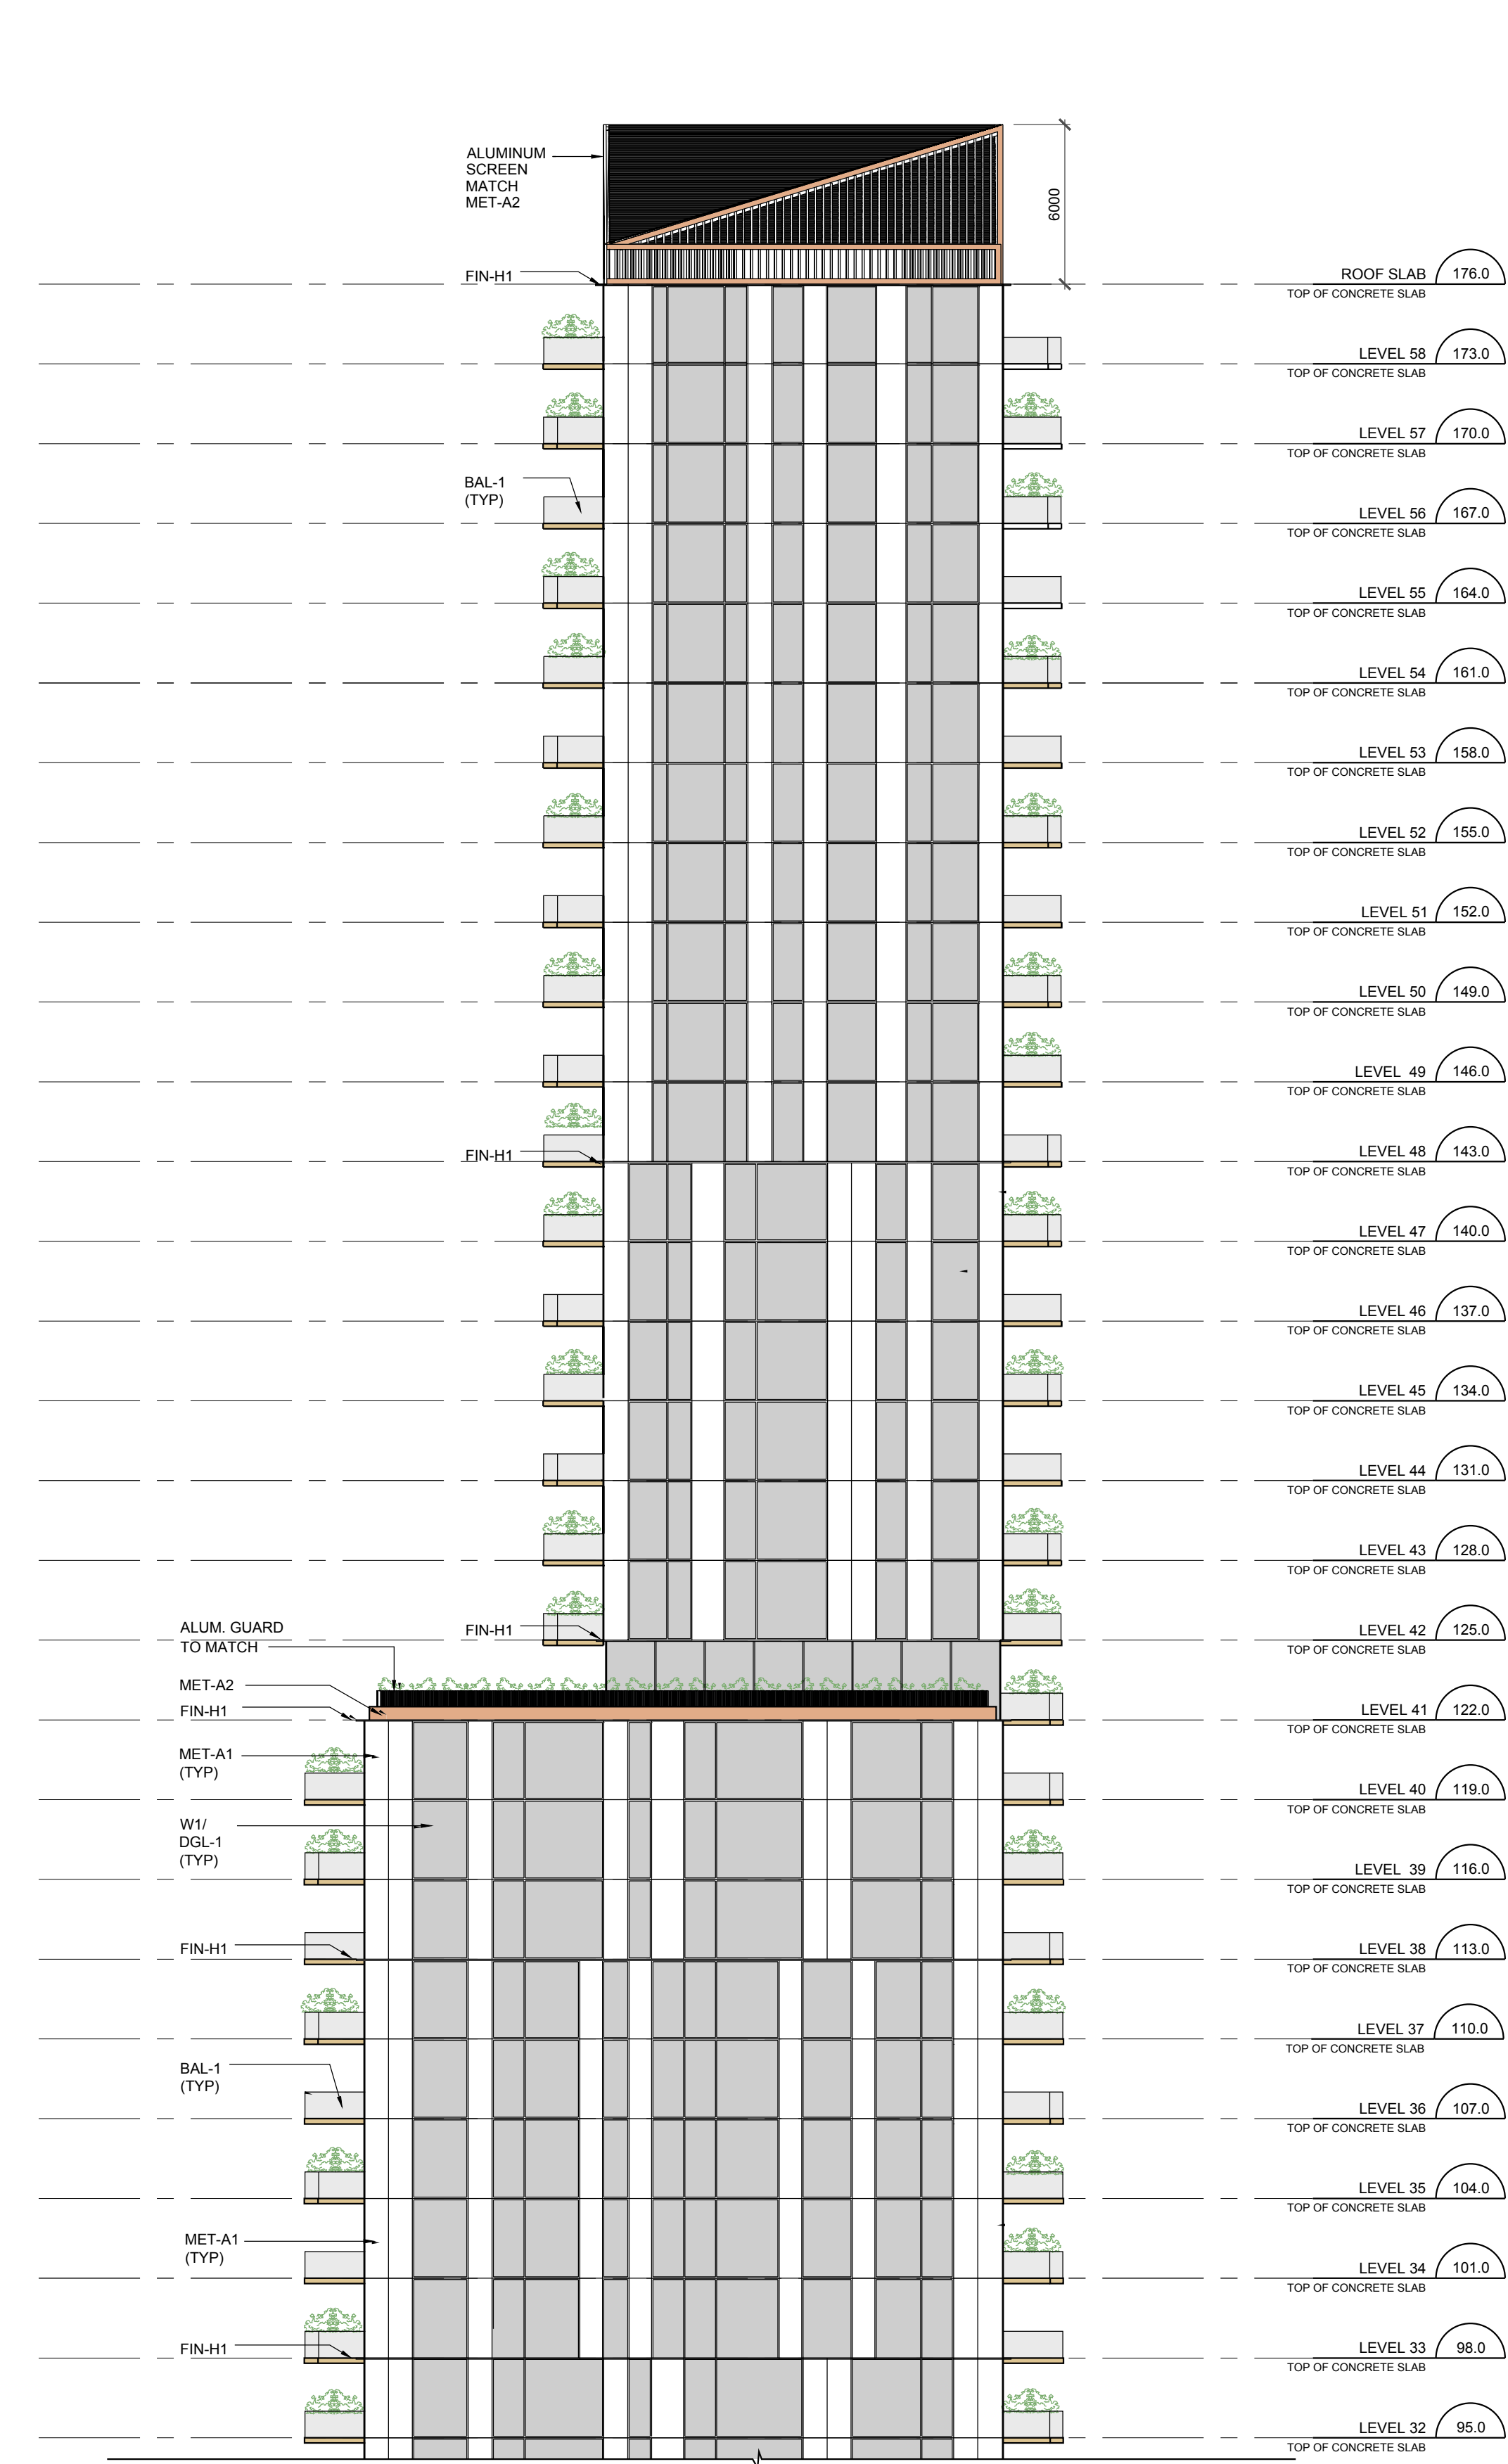 ALUMINUM
SCREEN
MATCH
MET-A2
6000
FIN-H1
ROOF SLAB 176.0
TOP OF CONCRETE SLAB
LEVEL 58 173.0
TOP OF CONCRETE SLAB
LEVEL 57 170.0
TOP OF CONCRETE SLAB
BAL-1
(TYP)
LEVEL 56 167.0
TOP OF CONCRETE SLAB
LEVEL 55 164.0
TOP OF CONCRETE SLAB
LEVEL 54 161.0
TOP OF CONCRETE SLAB
LEVEL 53 158.0
TOP OF CONCRETE SLAB
LEVEL 52 155.0
TOP OF CONCRETE SLAB
LEVEL 51 152.0
TOP OF CONCRETE SLAB
LEVEL 50 149.0
TOP OF CONCRETE SLAB
LEVEL 49 146.0
TOP OF CONCRETE SLAB
FIN-H1
LEVEL 48 143.0
TOP OF CONCRETE SLAB
LEVEL 47 140.0
TOP OF CONCRETE SLAB
LEVEL 46 137.0
TOP OF CONCRETE SLAB
LEVEL 45 134.0
TOP OF CONCRETE SLAB
LEVEL 44 131.0
TOP OF CONCRETE SLAB
LEVEL 43 128.0
TOP OF CONCRETE SLAB
ALUM. GUARD
TO MATCH
FIN-H1
LEVEL 42 125.0
TOP OF CONCRETE SLAB
MET-A2
FIN-H1
LEVEL 41 122.0
TOP OF CONCRETE SLAB
MET-A1
(TYP)
LEVEL 40 119.0
TOP OF CONCRETE SLAB
W1/
DGL-1
(TYP)
LEVEL 39 116.0
TOP OF CONCRETE SLAB
FIN-H1
LEVEL 38 113.0
TOP OF CONCRETE SLAB
LEVEL 37 110.0
TOP OF CONCRETE SLAB
BAL-1
(TYP)
LEVEL 36 107.0
TOP OF CONCRETE SLAB
LEVEL 35 104.0
TOP OF CONCRETE SLAB
MET-A1
(TYP)
LEVEL 34 101.0
TOP OF CONCRETE SLAB
FIN-H1
LEVEL 33 98.0
TOP OF CONCRETE SLAB
LEVEL 32 95.0
TOP OF CONCRETE SLAB